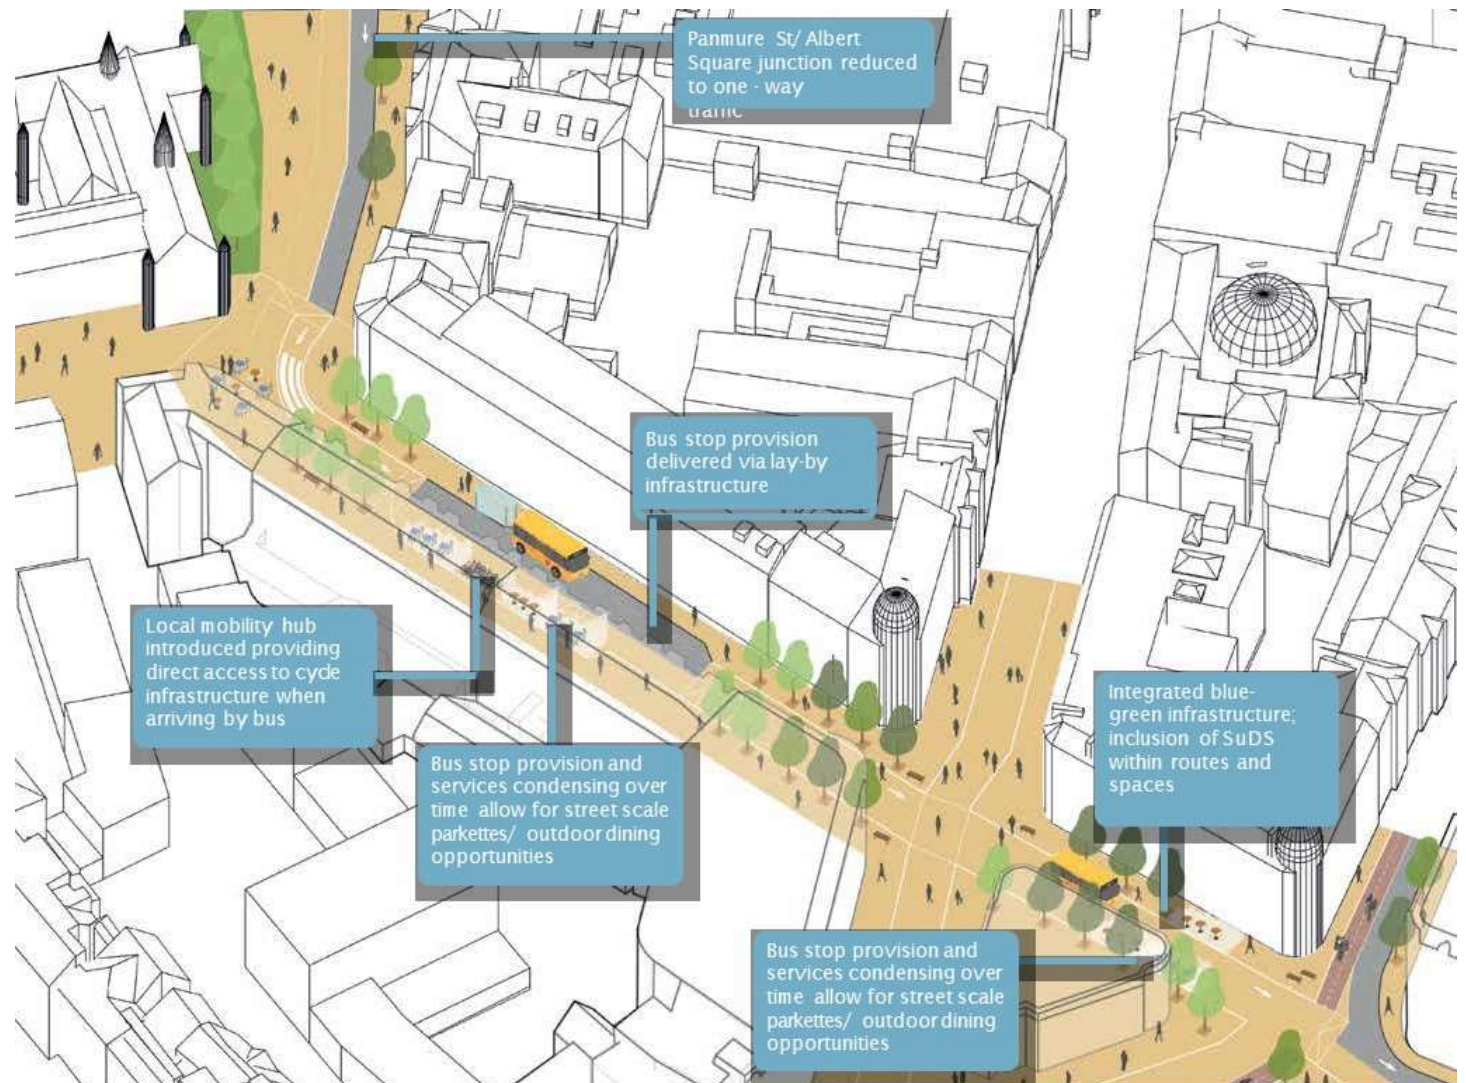 Panmure St/ Albert
Square junction reduced
to one - way
traffic
Bus stop provision
delivered via lay-by
infrastructure
Local mobility hub
introduced providing
direct access to cycle
infrastructure when
arriving by bus
Integrated blue-
green infrastructure;
inclusion of SuDS
within routes and
spaces
Bus stop provision and
services condensing over
time allow for street scale
parkettes/ outdoor dining
opportunities
Bus stop provision and
services condensing over
time allow for street scale
parkettes/ outdoor dining
opportunities